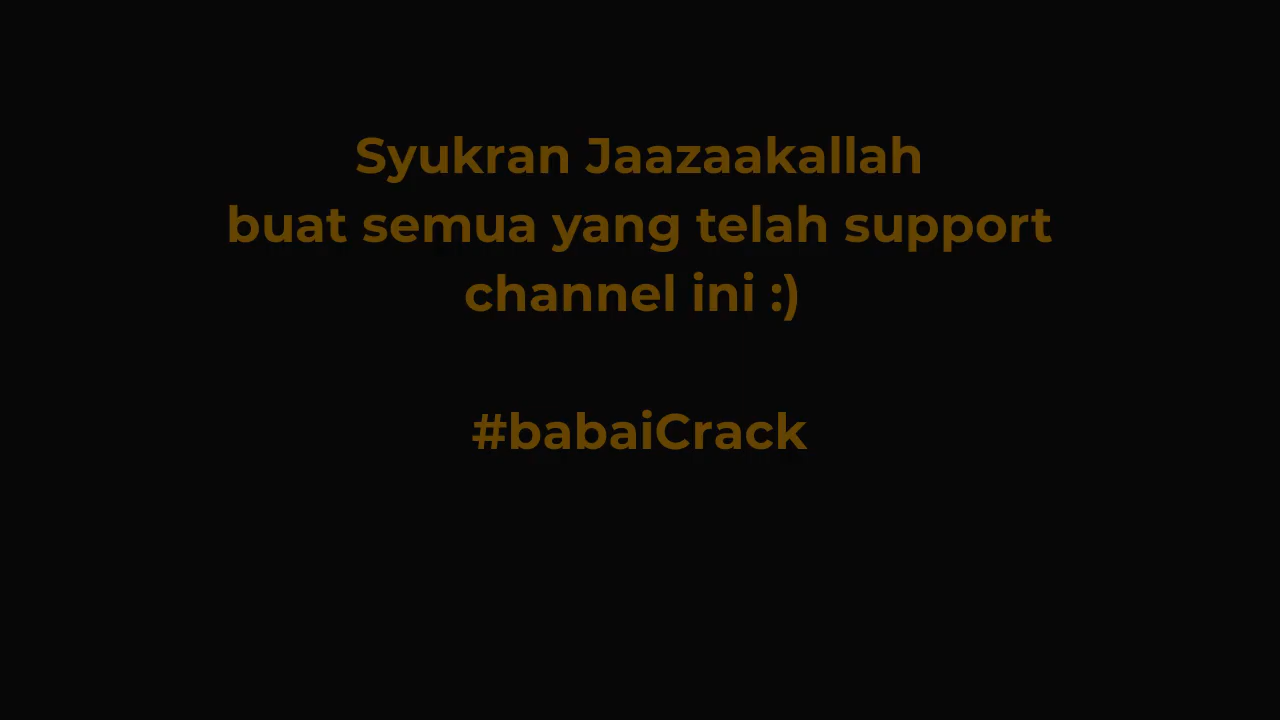 Syukran Jaazaakallah
buat semua yang telah support
channel ini :)
#babaiCrack